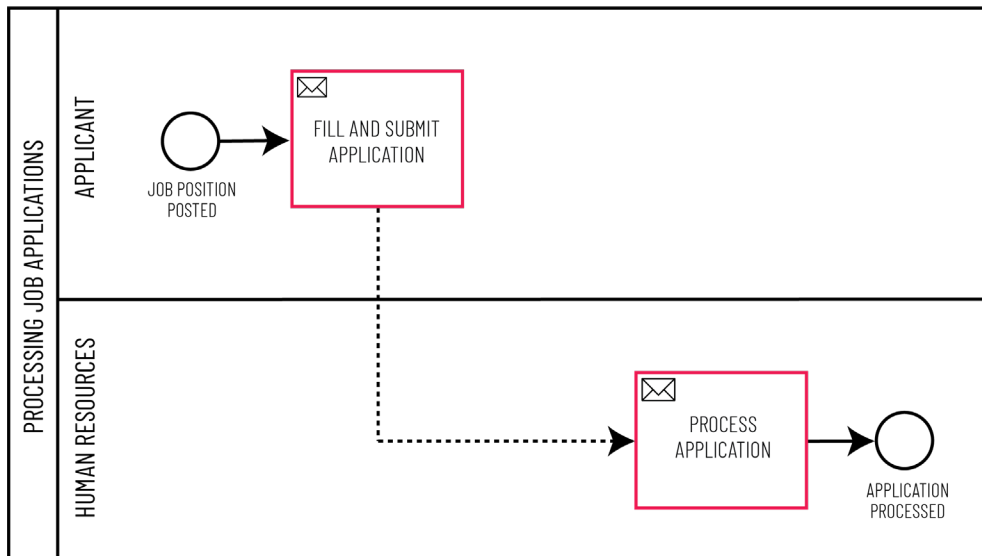 PROCESSING JOB APPLICATIONS
APPLICANT
JOB POSITION
POSTED
FILL AND SUBMIT
APPLICATION
HUMAN RESOURCES
PROCESS
APPLICATION
APPLICATION
PROCESSED